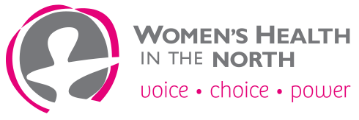 WOMEN'S HEALTH
IN THE NORTH
voice • choice • power